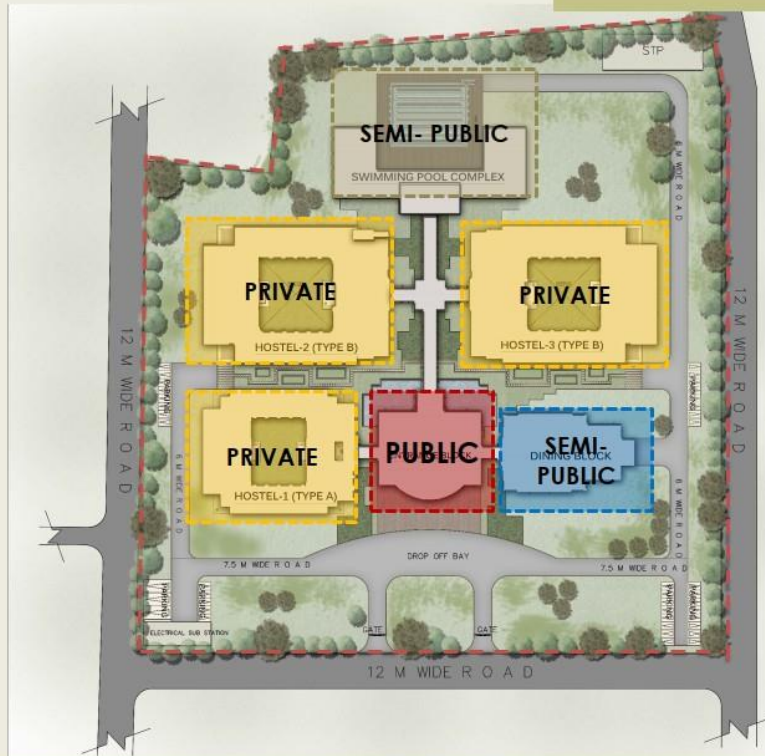 STP
SEMI- PUBLIC
SWIMMING POOL COMPLEX
6 M WIDE ROAD
PRIVATE
PRIVATE
HOSTEL-2 (TYPE B)
HOSTEL-3 (TYPE B)
12 M WIDE ROAD
12 M WIDE ROAD
PARKING
PARKING
PRIVATE
PUBLIC
SEMI-
DINING BLOCK
PUBLIC
HOSTEL-1 (TYPE A)
6 M WIDE ROAD
6 M WIDE ROAD
DROP OFF BAY
7.5 M WIDE ROAD
7.5 M WIDE ROAD
PARKING
PARKING
PARKING
PARKING
ELECTRICAL SUB STATION
GATE
GATE
12 M WIDE ROAD